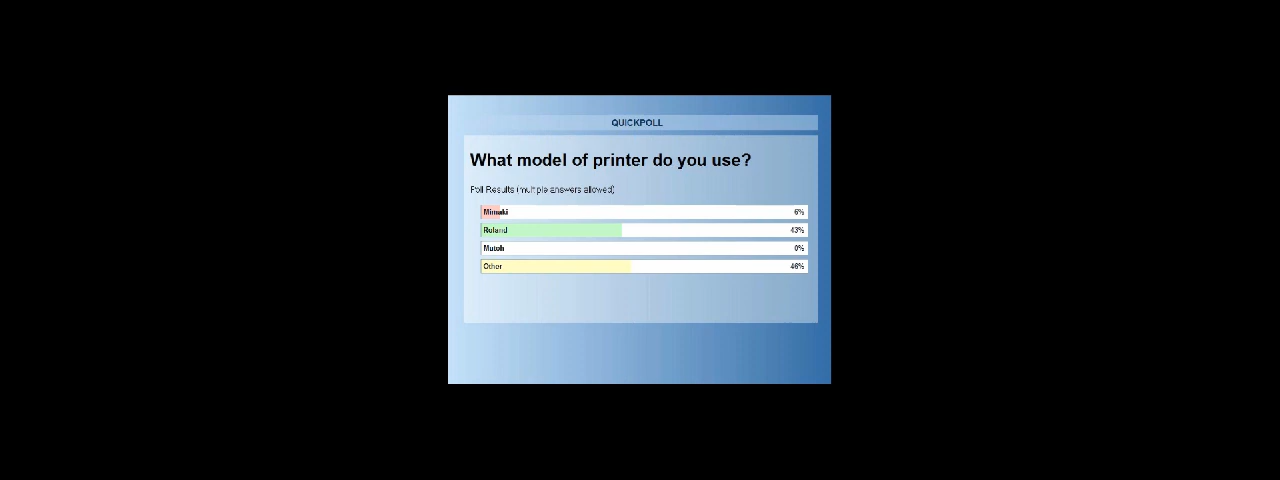 QUICKPOLL
What model of printer do you use?
Poll Results (multiple answers allowed)
Mimaki 6%
Roland 43%
Mutoh 0%
Other 46%